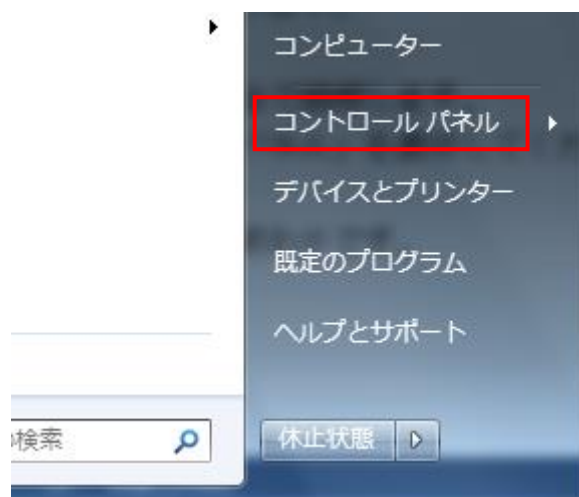 コンピューター
コントロール パネル
デバイスとプリンター
既定のプログラム
ヘルプとサポート
検索
休止状態